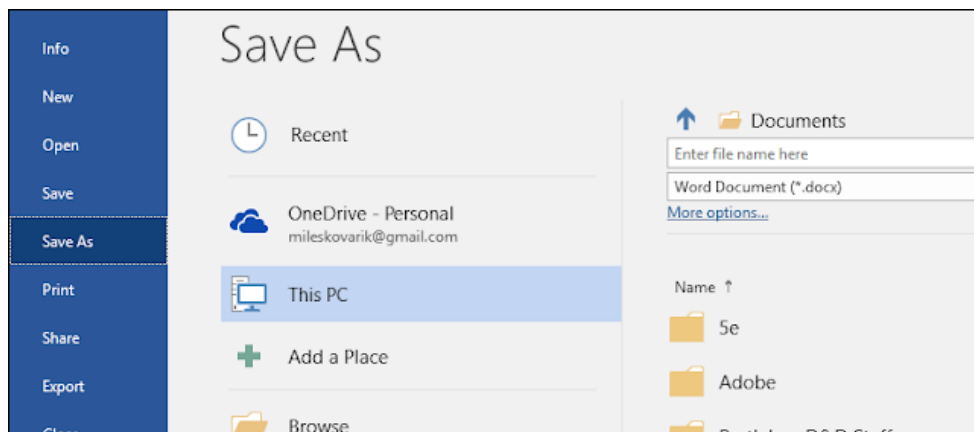 Info
New
Open
Save
Save As
Print
Share
Export
Save As
Recent
OneDrive - Personal
mileskovarik@gmail.com
This PC
Add a Place
Browse
Documents
Enter file name here
Word Document (*.docx)
More options...
Name ↑
5e
Adobe